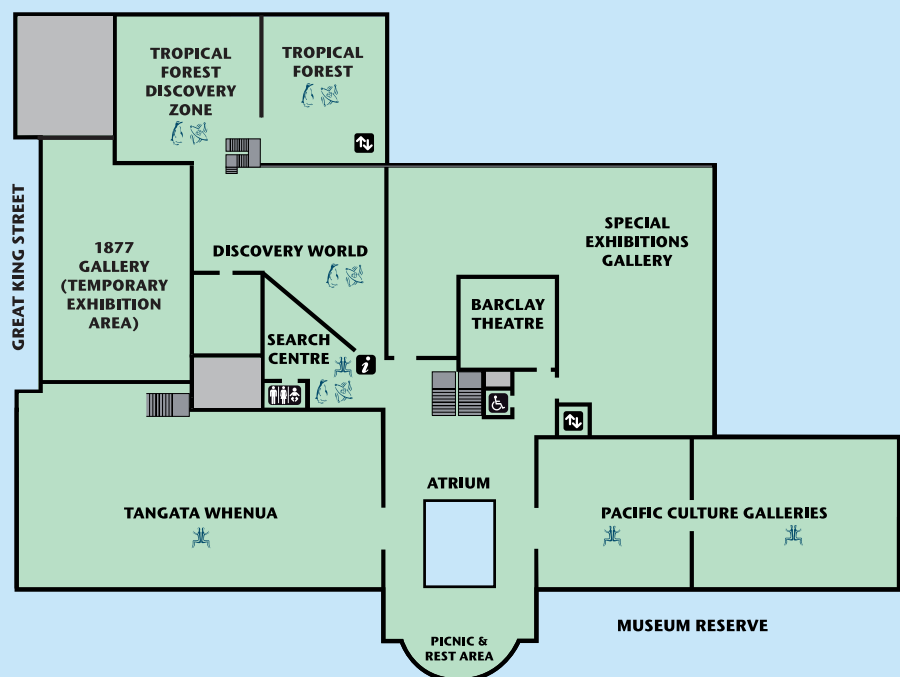 TROPICAL
FOREST
DISCOVERY
ZONE
TROPICAL
FOREST
GREAT KING STREET
1877
GALLERY
(TEMPORARY
EXHIBITION
AREA)
DISCOVERY WORLD
SPECIAL
EXHIBITIONS
GALLERY
BARCLAY
THEATRE
SEARCH
CENTRE
i
ATRIUM
TANGATA WHENUA
PACIFIC CULTURE GALLERIES
MUSEUM RESERVE
PICNIC &
REST AREA